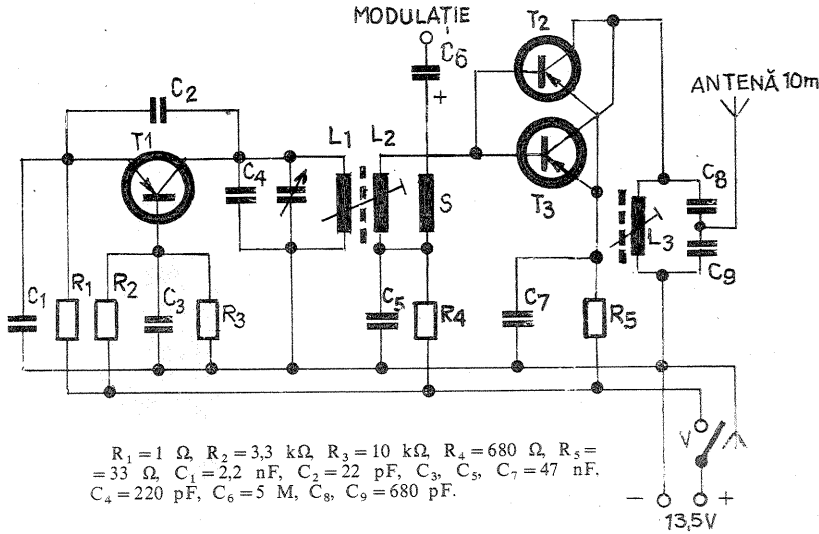 MODULAȚIE
C6
+
T2
ANTENĂ 10m
C2
T1
C4
L1
L2
S
T3
C8
L3
C9
C1
R1
R2
C3
R3
C5
R4
C7
R5
V
R₁=1 Ω, R₂=3,3 kΩ, R₃=10 kΩ, R₄=680 Ω, R₅=
=33 Ω, C₁=2,2 nF, C₂=22 pF, C₃, C₅, C₇=47 nF.
C₄=220 pF, C₆=5 M, C₈, C₉=680 pF.
− +
13,5V